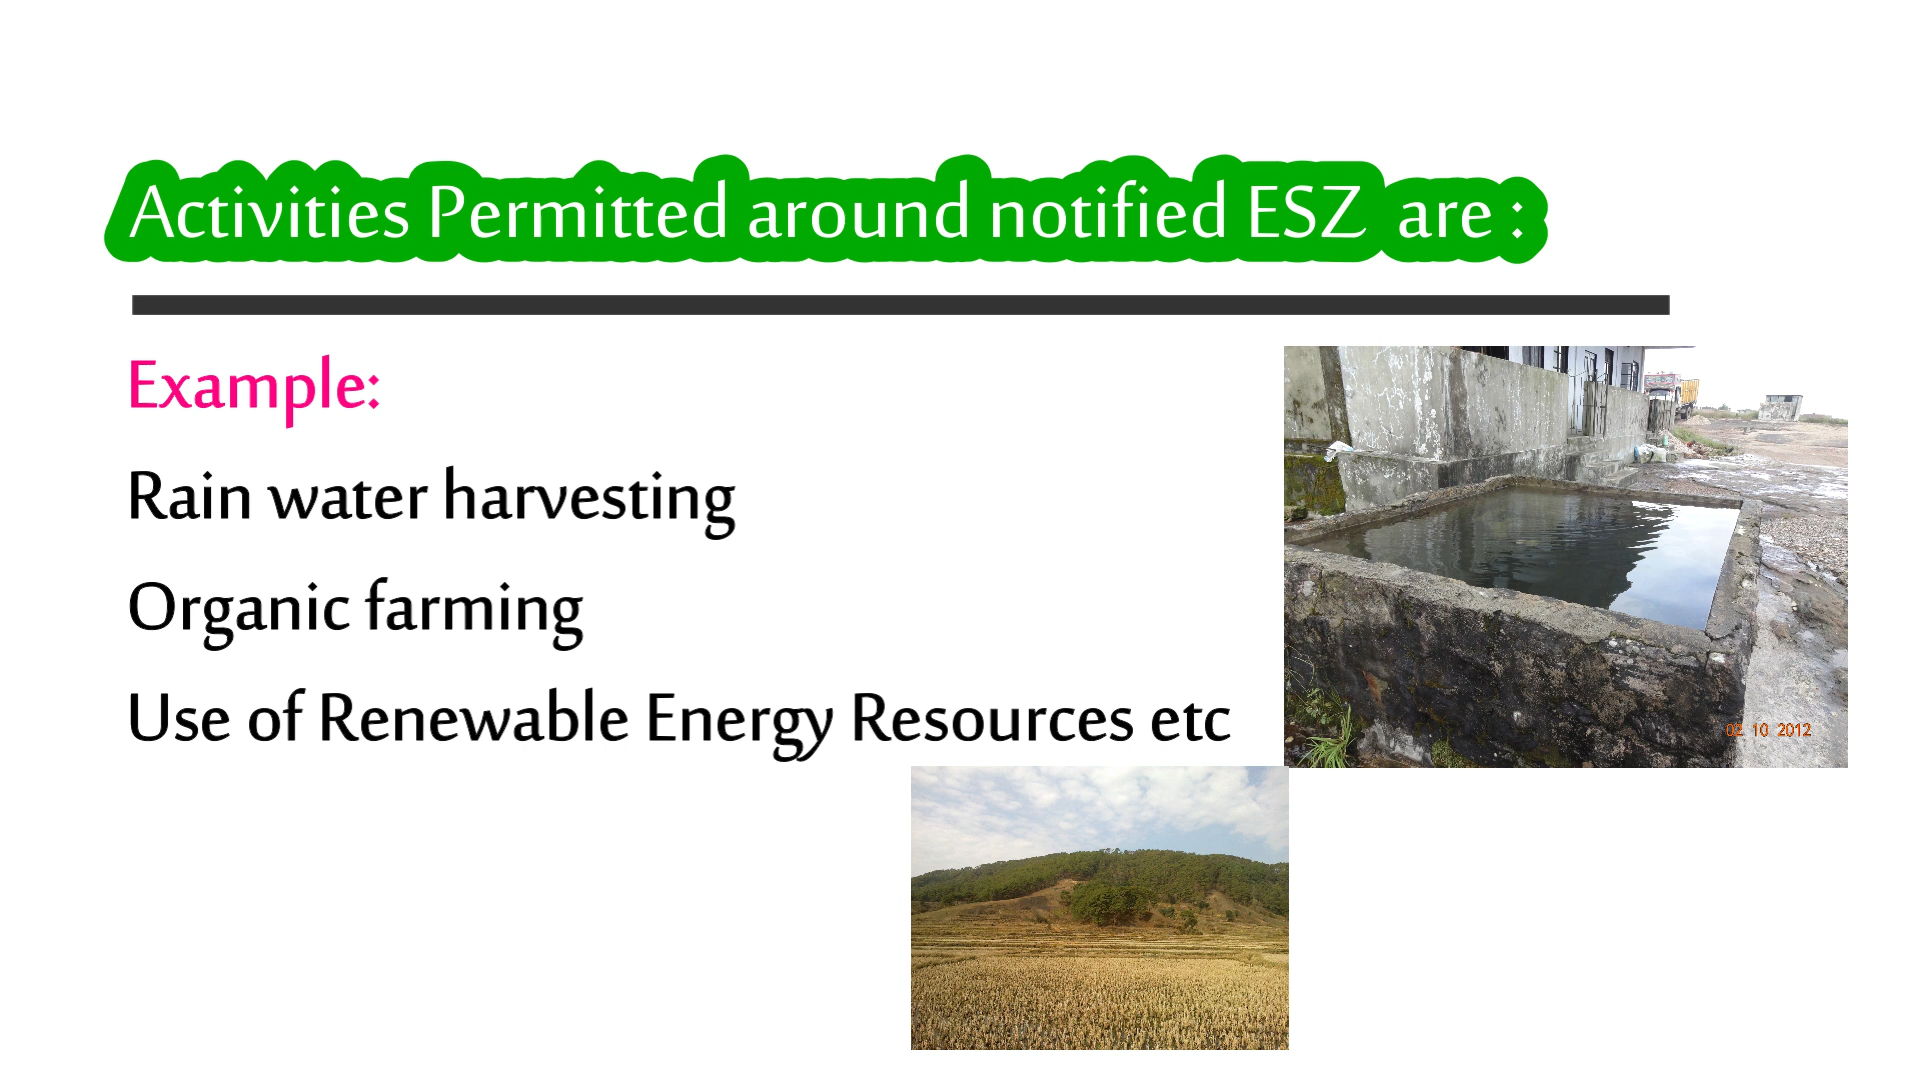 Activities Permitted around notified ESZ are :
Example:
Rain water harvesting
Organic farming
Use of Renewable Energy Resources etc
02 10 2012